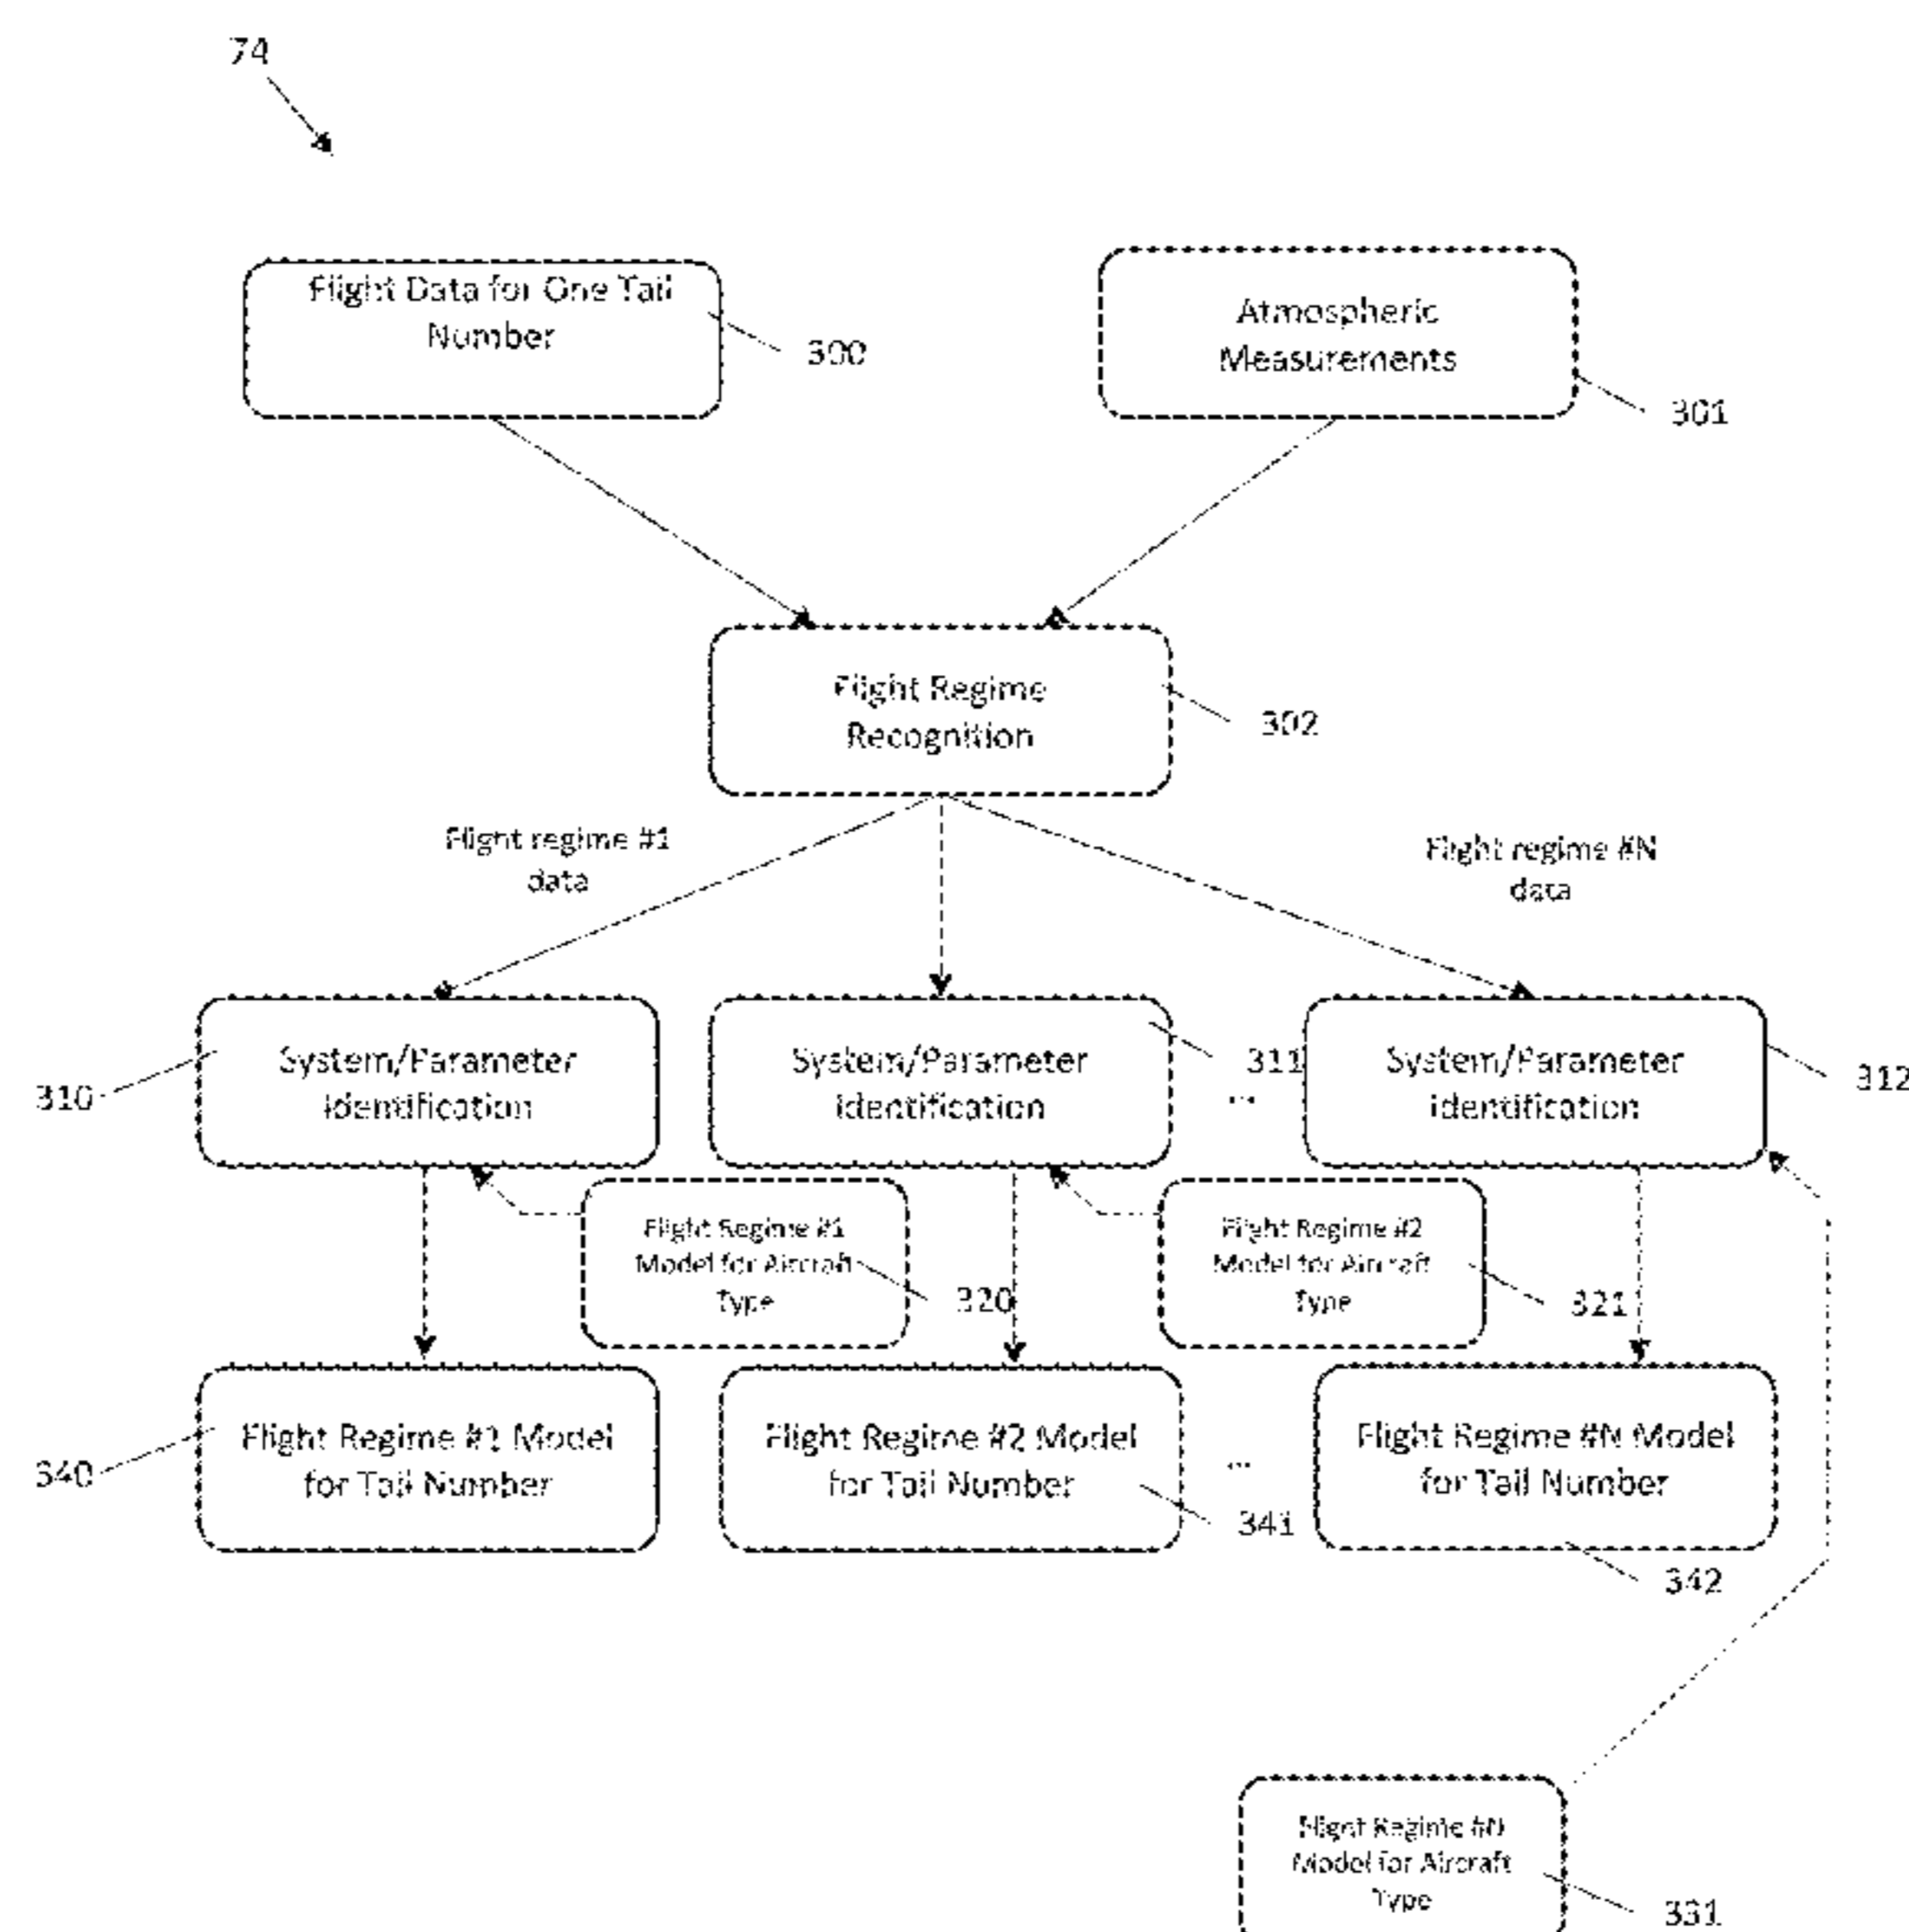 74
Flight Data for One Tail
Number
300
Atmospheric
Measurements
301
Flight Regime
Recognition
302
Flight regime #1
data
Flight regime #N
data
System/Parameter
Identification
310
System/Parameter
Identification
311
...
System/Parameter
Identification
312
Flight Regime #1
Model for Aircraft
Type
320
Flight Regime #2
Model for Aircraft
Type
321
Flight Regime #1 Model
for Tail Number
340
Flight Regime #2 Model
for Tail Number
341
...
Flight Regime #N Model
for Tail Number
342
Flight Regime #N
Model for Aircraft
Type
331